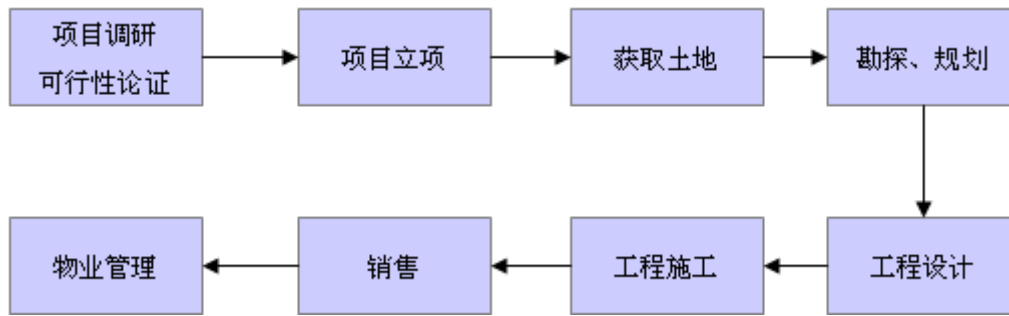 项目调研
可行性论证
项目立项
获取土地
勘探、规划
工程设计
工程施工
销售
物业管理